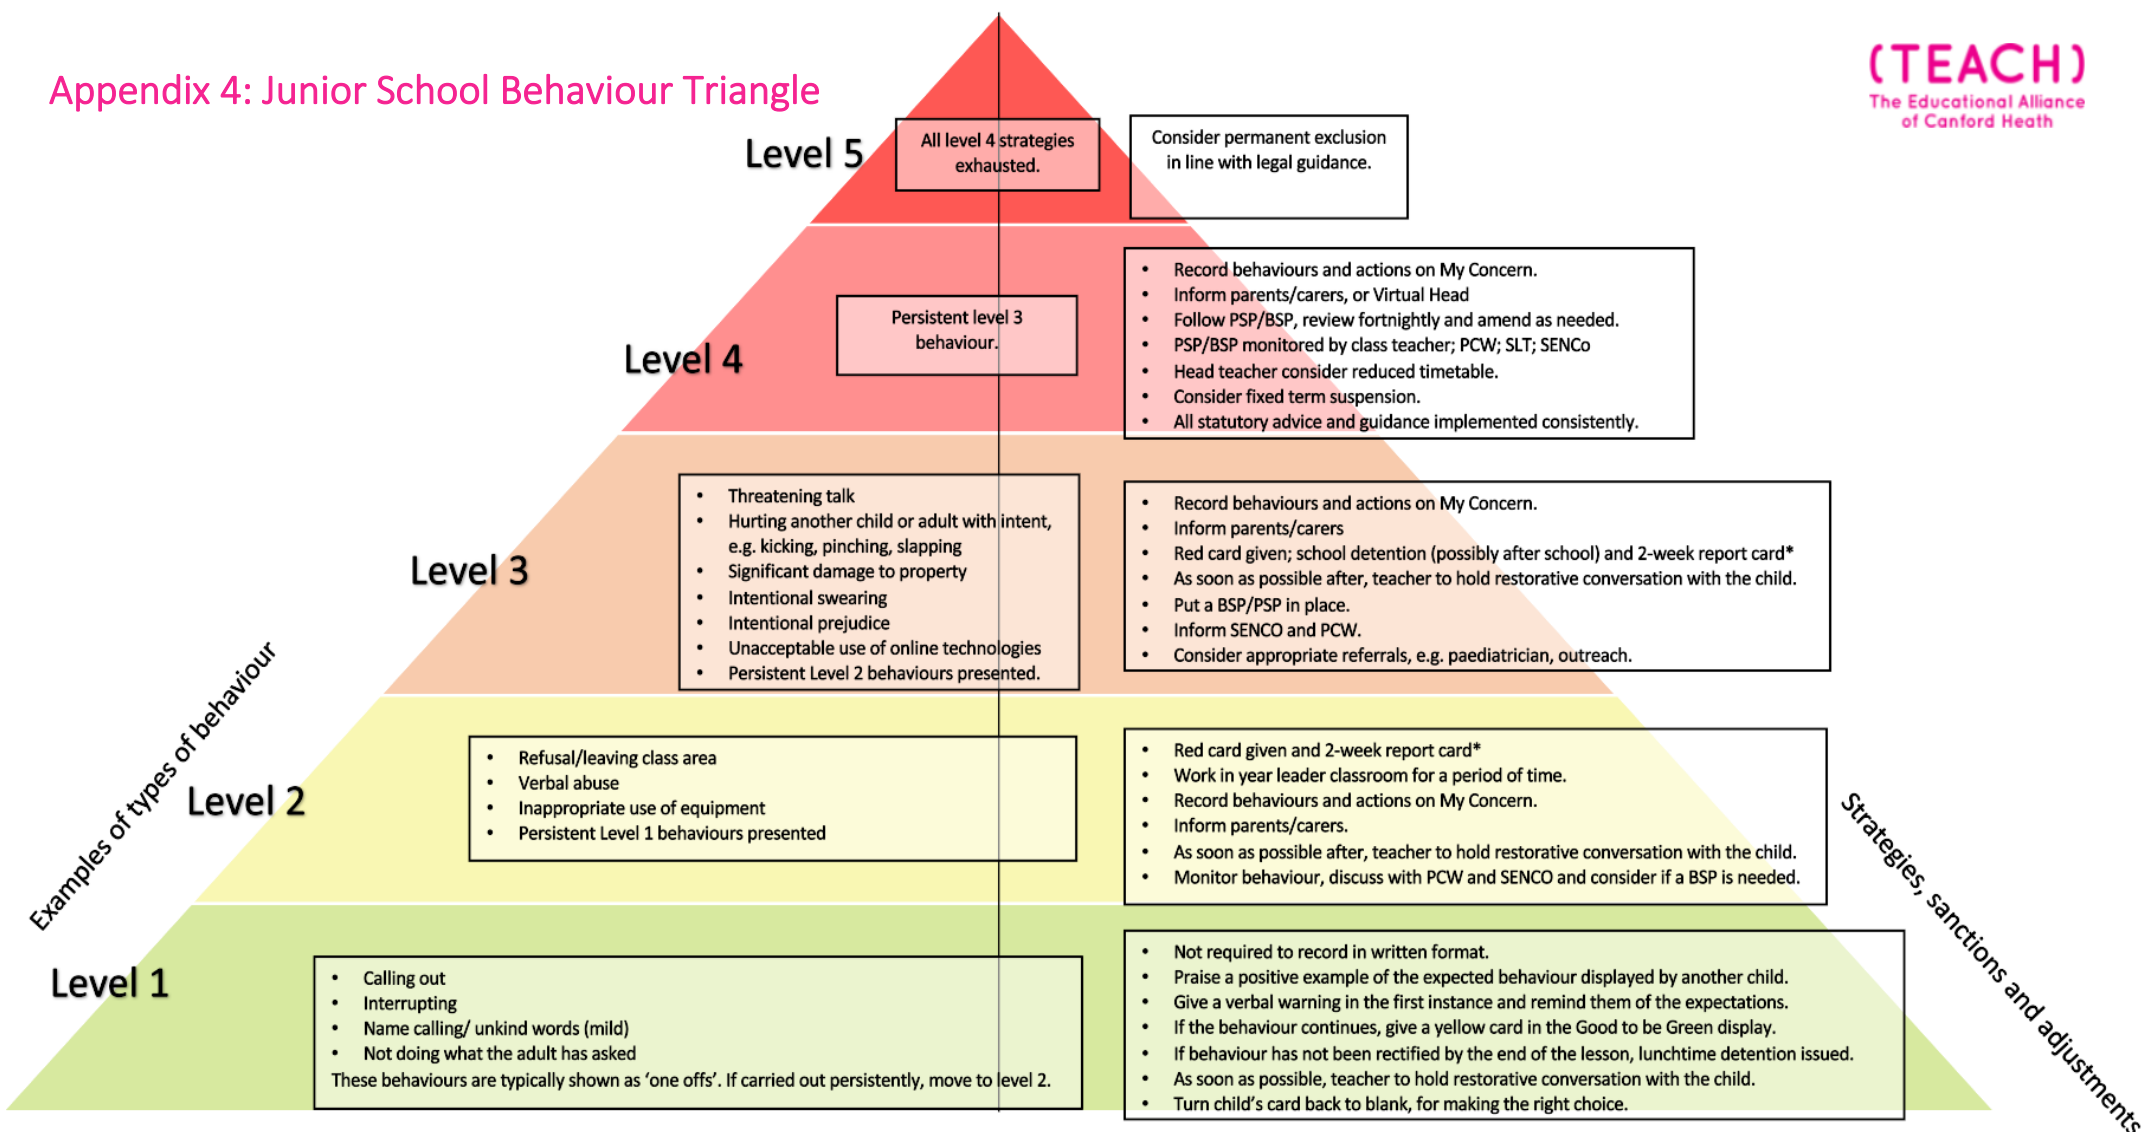 Appendix 4: Junior School Behaviour Triangle
(TEACH)
The Educational Alliance
of Canford Heath
Level 5
All level 4 strategies
exhausted.
Consider permanent exclusion
in line with legal guidance.
Level 4
Persistent level 3
behaviour.
• Record behaviours and actions on My Concern.
• Inform parents/carers, or Virtual Head
• Follow PSP/BSP, review fortnightly and amend as needed.
• PSP/BSP monitored by class teacher; PCW; SLT; SENCo
• Head teacher consider reduced timetable.
• Consider fixed term suspension.
• All statutory advice and guidance implemented consistently.
Level 3
• Threatening talk
• Hurting another child or adult with intent,
e.g. kicking, pinching, slapping
• Significant damage to property
• Intentional swearing
• Intentional prejudice
• Unacceptable use of online technologies
• Persistent Level 2 behaviours presented.
• Record behaviours and actions on My Concern.
• Inform parents/carers
• Red card given; school detention (possibly after school) and 2-week report card*
• As soon as possible after, teacher to hold restorative conversation with the child.
• Put a BSP/PSP in place.
• Inform SENCO and PCW.
• Consider appropriate referrals, e.g. paediatrician, outreach.
Examples of types of behaviour
Level 2
• Refusal/leaving class area
• Verbal abuse
• Inappropriate use of equipment
• Persistent Level 1 behaviours presented
• Red card given and 2-week report card*
• Work in year leader classroom for a period of time.
• Record behaviours and actions on My Concern.
• Inform parents/carers.
• As soon as possible after, teacher to hold restorative conversation with the child.
• Monitor behaviour, discuss with PCW and SENCO and consider if a BSP is needed.
Strategies, sanctions and adjustments
Level 1
• Calling out
• Interrupting
• Name calling/ unkind words (mild)
• Not doing what the adult has asked
These behaviours are typically shown as ‘one offs’. If carried out persistently, move to level 2.
• Not required to record in written format.
• Praise a positive example of the expected behaviour displayed by another child.
• Give a verbal warning in the first instance and remind them of the expectations.
• If the behaviour continues, give a yellow card in the Good to be Green display.
• If behaviour has not been rectified by the end of the lesson, lunchtime detention issued.
• As soon as possible, teacher to hold restorative conversation with the child.
• Turn child’s card back to blank, for making the right choice.